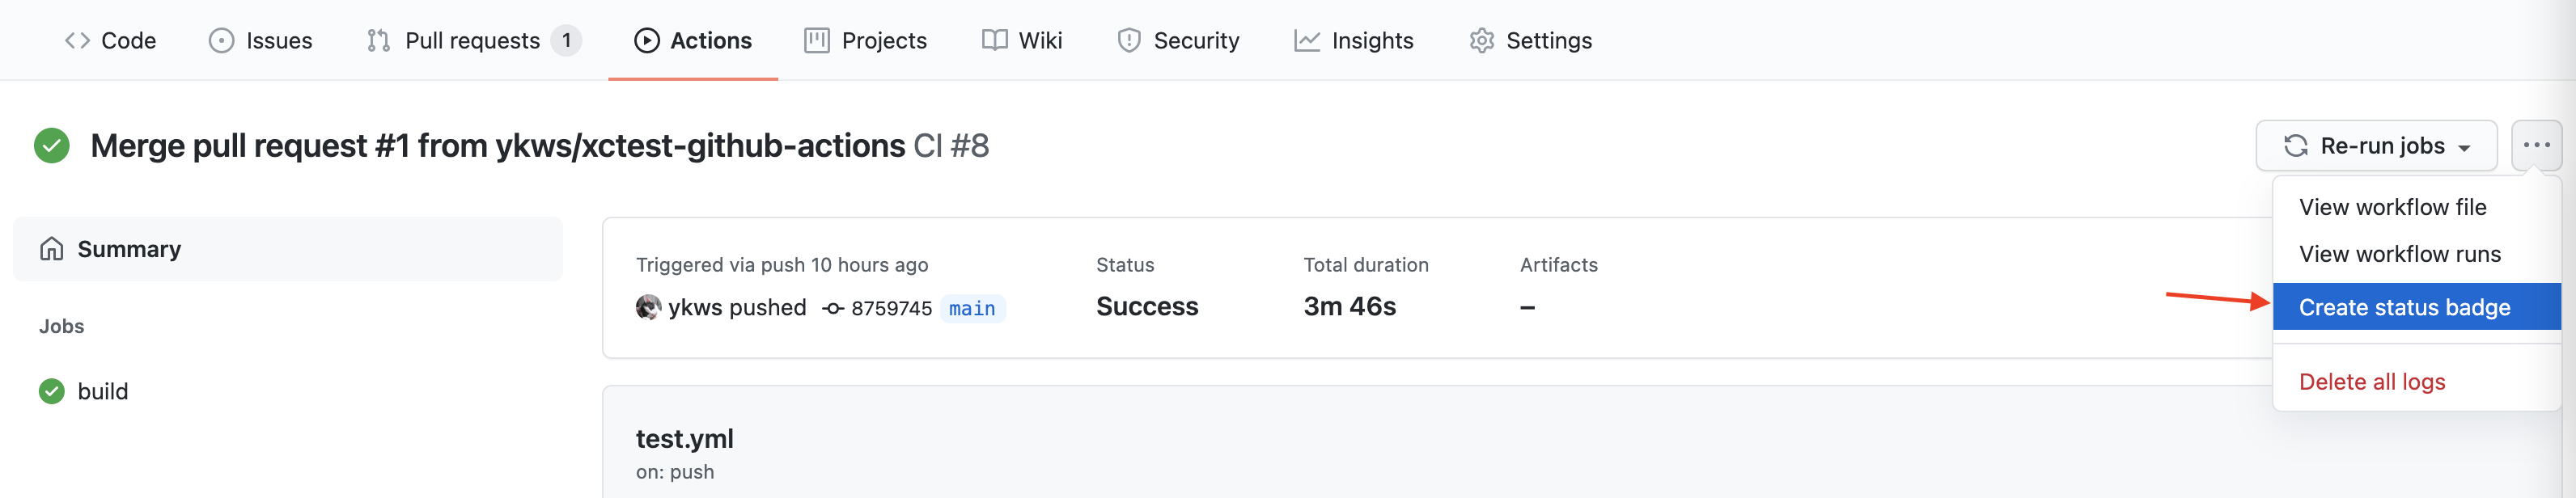 Code Issues Pull requests 1 Actions Projects Wiki Security Insights Settings
Merge pull request #1 from ykws/xctest-github-actions CI #8
Re-run jobs
View workflow file
View workflow runs
Create status badge
Delete all logs
Summary
Jobs
build
Triggered via push 10 hours ago
ykws pushed 8759745 main
Status
Success
Total duration
3m 46s
Artifacts
–
test.yml
on: push